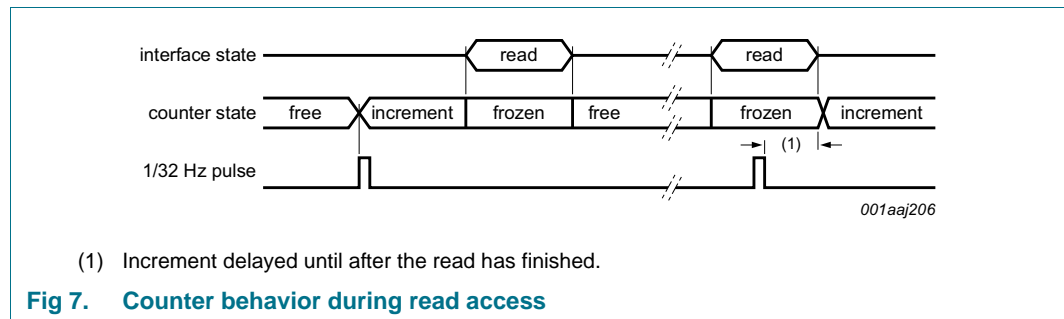 interface state read read
counter state free increment frozen free frozen increment
(1)
1/32 Hz pulse
001aaj206
(1) Increment delayed until after the read has finished.
Fig 7. Counter behavior during read access